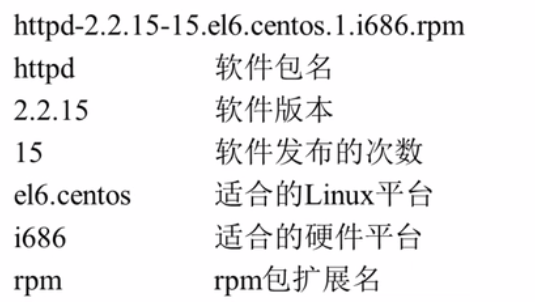 httpd-2.2.15-15.el6.centos.1.i686.rpm
httpd 软件包名
2.2.15 软件版本
15 软件发布的次数
el6.centos 适合的Linux平台
i686 适合的硬件平台
rpm rpm包扩展名